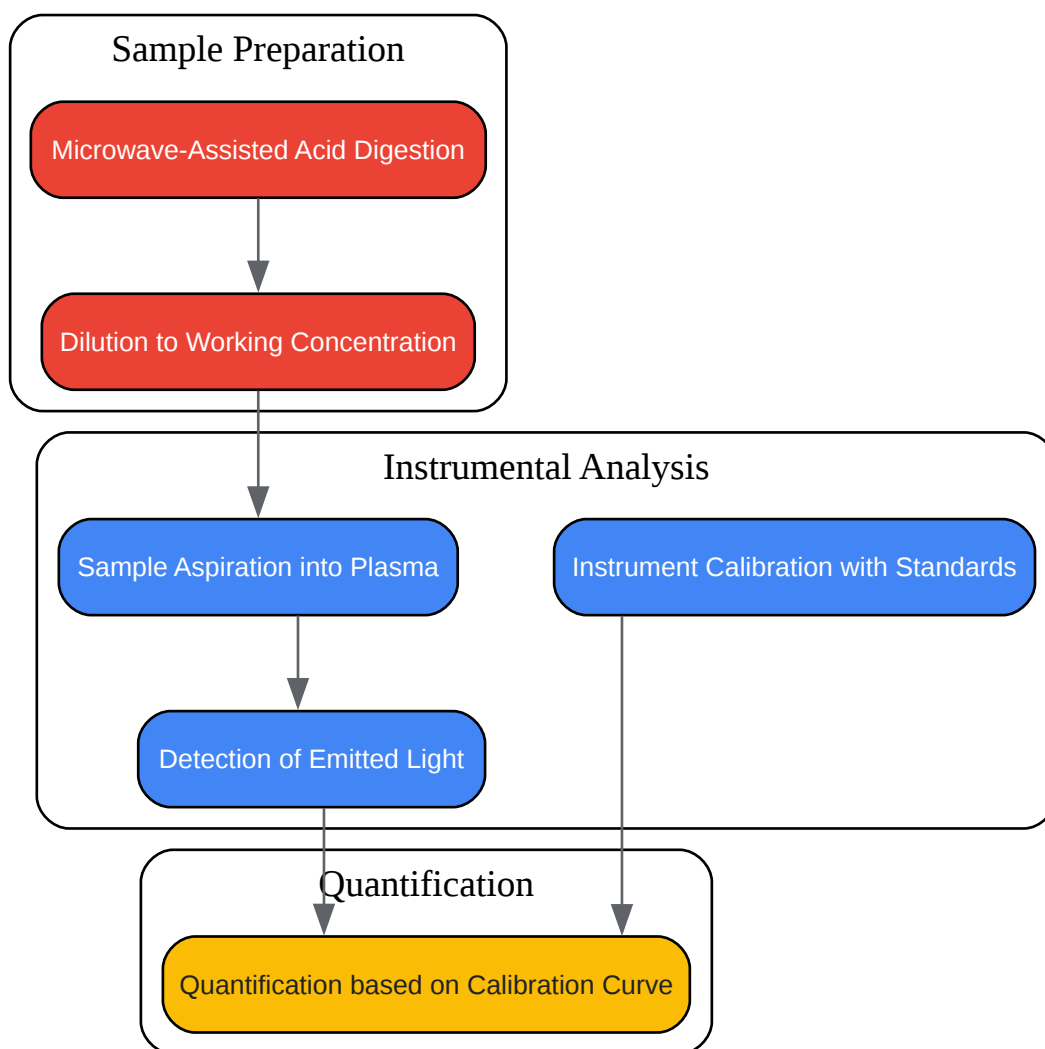 Sample Preparation
Microwave-Assisted Acid Digestion
Dilution to Working Concentration
Instrumental Analysis
Sample Aspiration into Plasma
Instrument Calibration with Standards
Detection of Emitted Light
Quantification
Quantification based on Calibration Curve